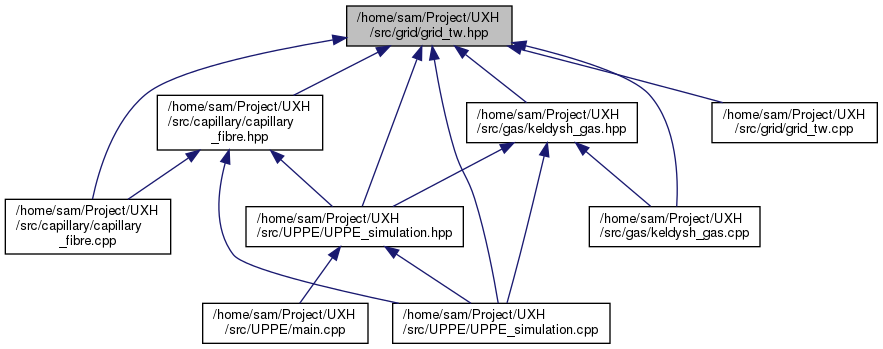 /home/sam/Project/UXH
/src/grid/grid_tw.hpp
/home/sam/Project/UXH
/src/capillary/capillary
_fibre.hpp
/home/sam/Project/UXH
/src/gas/keldysh_gas.hpp
/home/sam/Project/UXH
/src/grid/grid_tw.cpp
/home/sam/Project/UXH
/src/capillary/capillary
_fibre.cpp
/home/sam/Project/UXH
/src/UPPE/UPPE_simulation.hpp
/home/sam/Project/UXH
/src/gas/keldysh_gas.cpp
/home/sam/Project/UXH
/src/UPPE/main.cpp
/home/sam/Project/UXH
/src/UPPE/UPPE_simulation.cpp